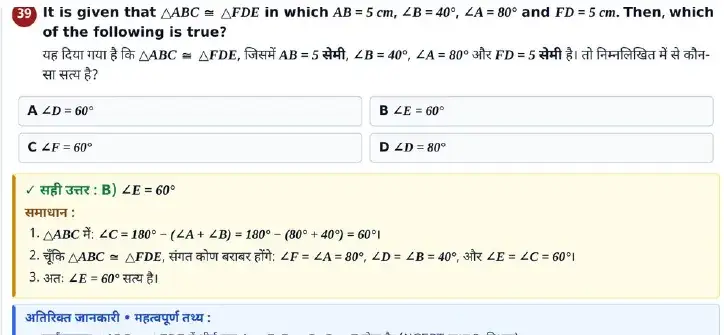 39 It is given that △ABC ≅ △FDE in which AB = 5 cm, ∠B = 40°, ∠A = 80° and FD = 5 cm. Then, which
of the following is true?
यह दिया गया है कि △ABC ≅ △FDE, जिसमें AB = 5 सेमी, ∠B = 40°, ∠A = 80° और FD = 5 सेमी है। तो निम्नलिखित में से कौन-
सा सत्य है?
A ∠D = 60°
B ∠E = 60°
C ∠F = 60°
D ∠D = 80°
✓ सही उत्तर : B) ∠E = 60°
समाधान :
1. △ABC में: ∠C = 180° − (∠A + ∠B) = 180° − (80° + 40°) = 60°।
2. चूँकि △ABC ≅ △FDE, संगत कोण बराबर होंगे: ∠F = ∠A = 80°, ∠D = ∠B = 40°, और ∠E = ∠C = 60°।
3. अतः ∠E = 60° सत्य है।
अतिरिक्त जानकारी • महत्वपूर्ण तथ्य :